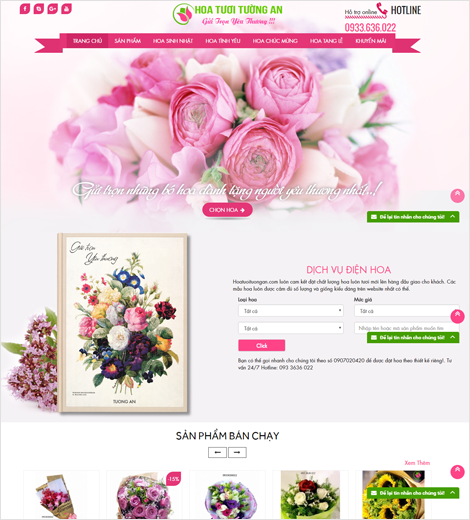 HOA TƯƠI TƯỜNG AN
Gửi Trọn Yêu Thương !!!
Hỗ trợ online
HOTLINE
0933.636.022
TRANG CHỦ SẢN PHẨM HOA SINH NHẬT HOA TÌNH YÊU HOA CHÚC MỪNG HOA TANG LỄ KHUYẾN MÃI
Gửi trọn những bó hoa dành tặng người yêu thương nhất..!
CHỌN HOA
Để lại tin nhắn cho chúng tôi!
Gửi trọn
Yêu thương
TUONG AN
DỊCH VỤ ĐIỆN HOA
Hoatuoituongan.com luôn cam kết đặt chất lượng hoa luôn tươi mới lên hàng đầu giao cho khách. Các
mẫu hoa luôn được cắm đủ số lượng và giống kiểu dáng trên website nhất có thể.
Loại hoa Mức giá
Tất cả Tất cả
Tất cả Nhập tên hoặc mã sản phẩm muốn tìm
Để lại tin nhắn cho chúng tôi!
Click
Bạn có thể gọi nhanh cho chúng tôi theo số 0907020420 để được đặt hoa theo thiết kế riêng!. Tư
vấn 24/7 Hotline: 093 3636 022
SẢN PHẨM BÁN CHẠY
Xem Thêm
-15%
Để lại tin nhắn cho chúng tôi!